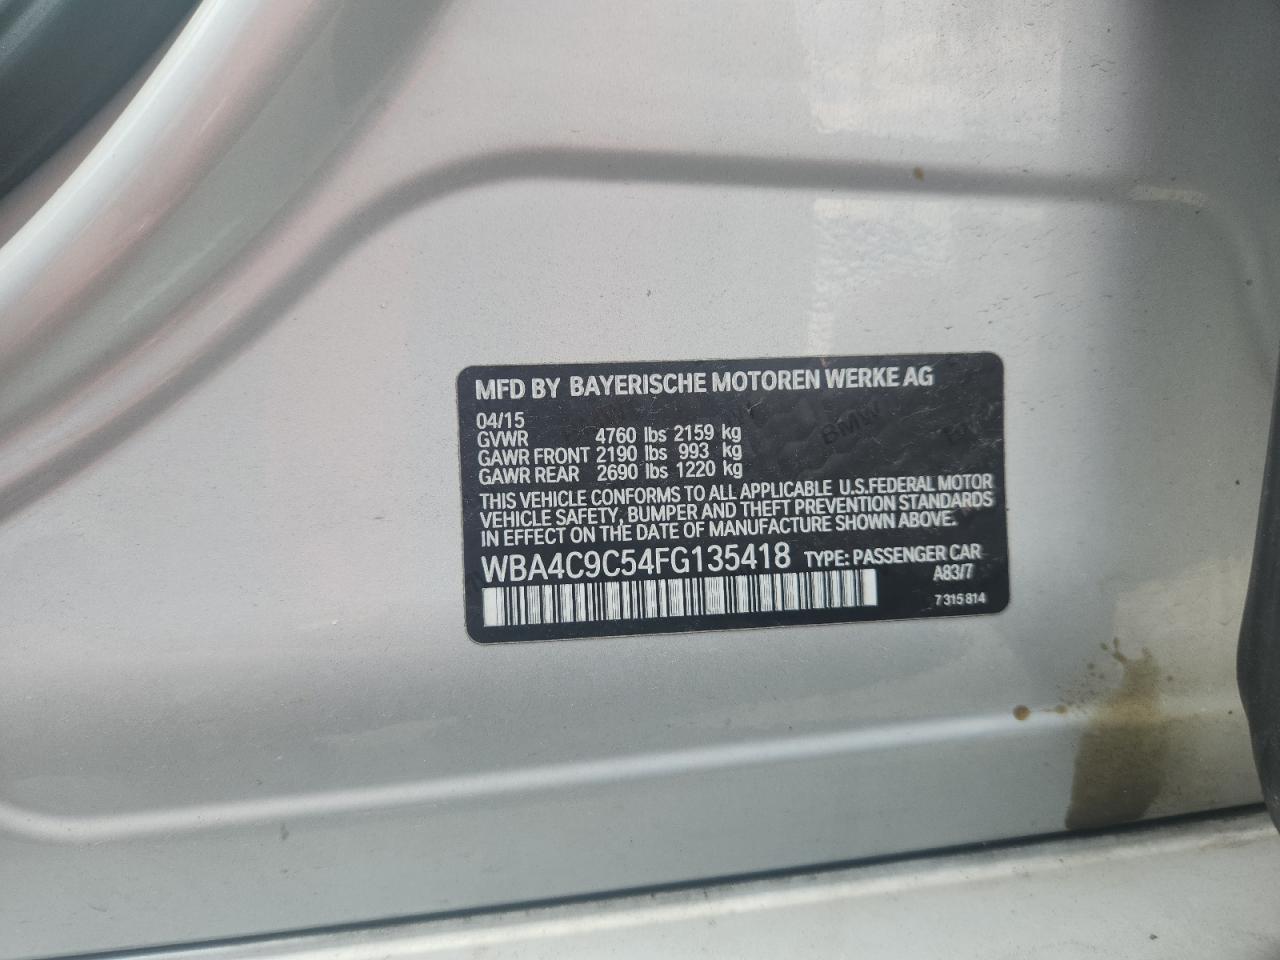 MFD BY BAYERISCHE MOTOREN WERKE AG
04/15
GVWR 4760 lbs 2159 kg
GAWR FRONT 2190 lbs 993 kg
GAWR REAR 2690 lbs 1220 kg
THIS VEHICLE CONFORMS TO ALL APPLICABLE U.S.FEDERAL MOTOR
VEHICLE SAFETY, BUMPER AND THEFT PREVENTION STANDARDS
IN EFFECT ON THE DATE OF MANUFACTURE SHOWN ABOVE.
WBA4C9C54FG135418 TYPE: PASSENGER CAR
A83/7
7 315 814